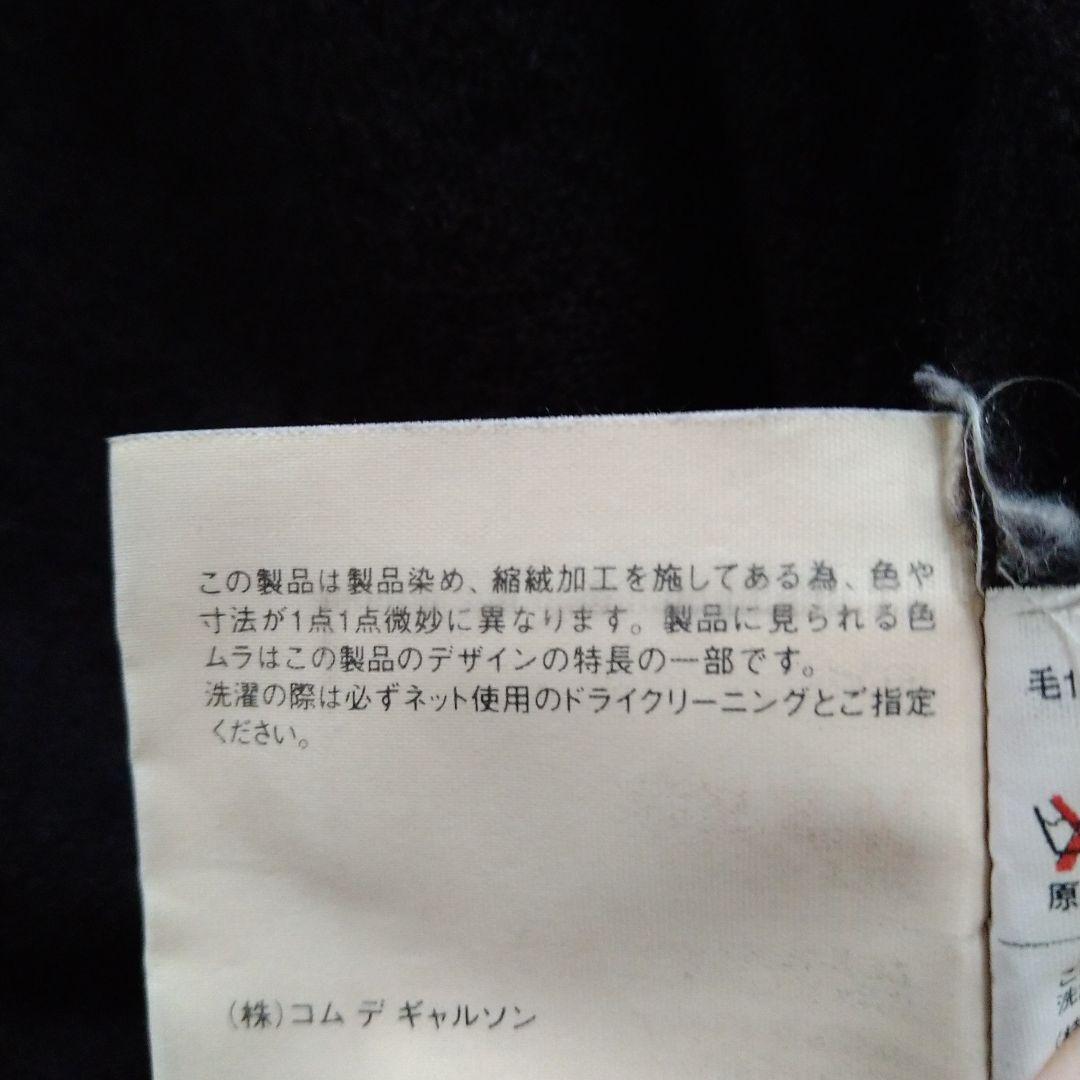 この製品は製品染め、縮絨加工を施してある為、色や
寸法が1点1点微妙に異なります。製品に見られる色
ムラはこの製品のデザインの特長の一部です。
洗濯の際は必ずネット使用のドライクリーニングとご指定
ください。
(株)コム デ ギャルソン
毛1
原
こ
洗